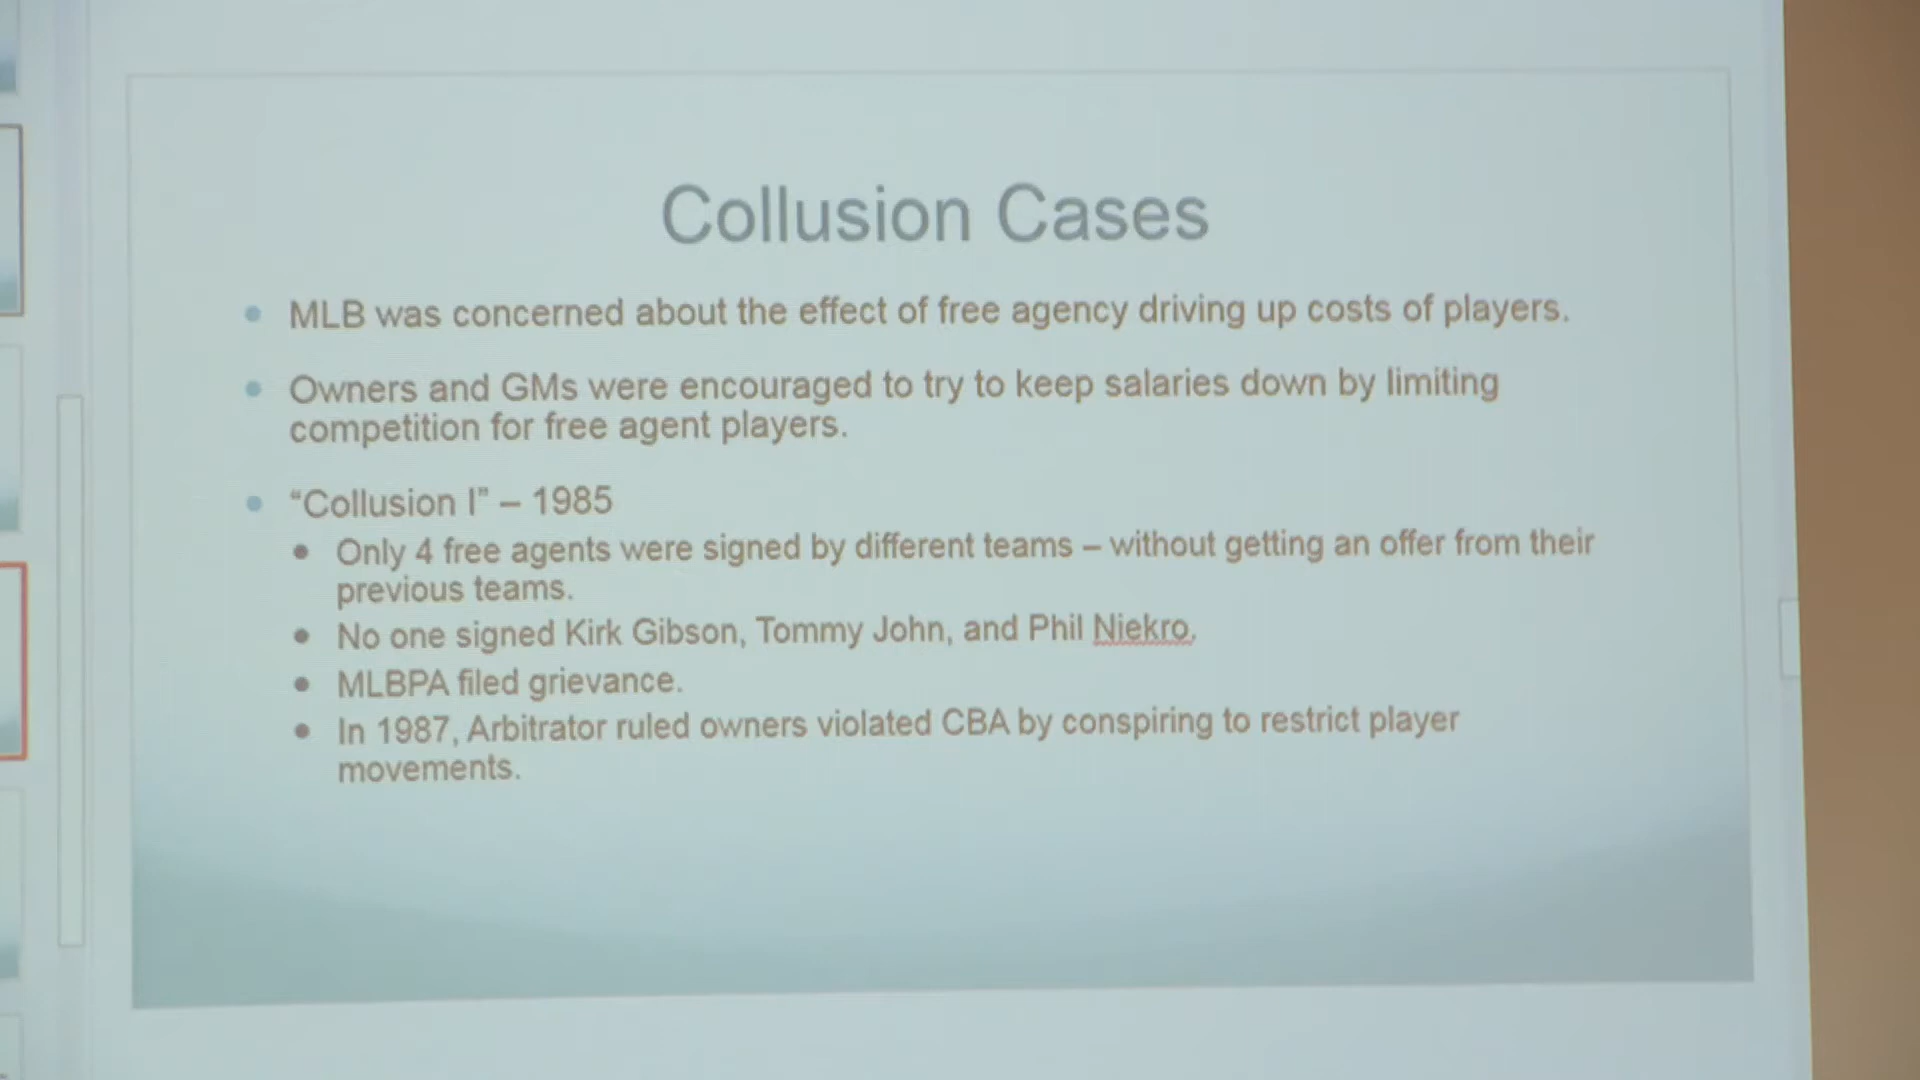 Collusion Cases
MLB was concerned about the effect of free agency driving up costs of players.
Owners and GMs were encouraged to try to keep salaries down by limiting
competition for free agent players.
“Collusion I” – 1985
Only 4 free agents were signed by different teams – without getting an offer from their
previous teams.
No one signed Kirk Gibson, Tommy John, and Phil Niekro.
MLBPA filed grievance.
In 1987, Arbitrator ruled owners violated CBA by conspiring to restrict player
movements.